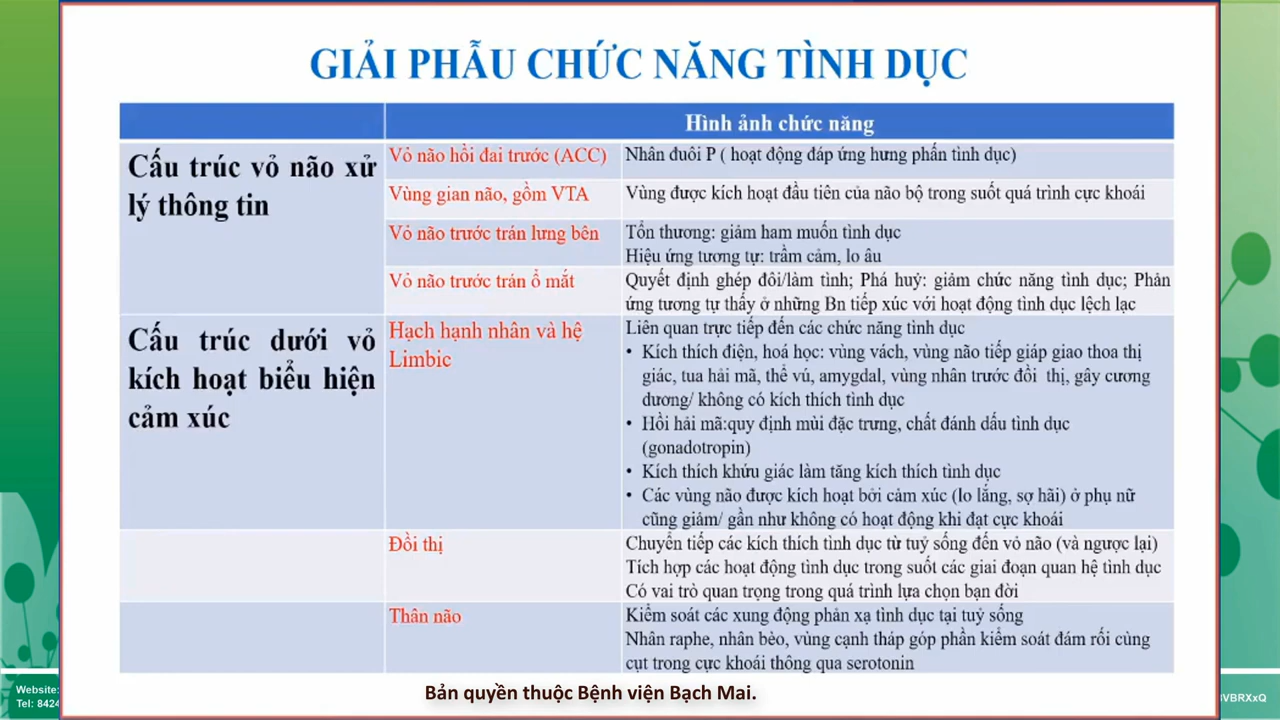 GIẢI PHẪU CHỨC NĂNG TÌNH DỤC
Hình ảnh chức năng
Cấu trúc vỏ não xử
lý thông tin
Vỏ não hồi đai trước (ACC)
Nhân đuôi P ( hoạt động đáp ứng hưng phấn tình dục)
Vùng gian não, gồm VTA
Vùng được kích hoạt đầu tiên của não bộ trong suốt quá trình cực khoái
Vỏ não trước trán lưng bên
Tổn thương: giảm ham muốn tình dục
Hiệu ứng tương tự: trầm cảm, lo âu
Vỏ não trước trán ổ mắt
Quyết định ghép đôi/làm tình; Phá huỷ: giảm chức năng tình dục; Phản
ứng tương tự thấy ở những Bn tiếp xúc với hoạt động tình dục lệch lạc
Cấu trúc dưới vỏ
kích hoạt biểu hiện
cảm xúc
Hạch hạnh nhân và hệ
Limbic
Liên quan trực tiếp đến các chức năng tình dục
• Kích thích điện, hoá học: vùng vách, vùng não tiếp giáp giao thoa thị
giác, tua hải mã, thể vú, amygdal, vùng nhân trước đồi thị, gây cương
dương/ không có kích thích tình dục
• Hồi hải mã:quy định mùi đặc trưng, chất đánh dấu tình dục
(gonadotropin)
• Kích thích khứu giác làm tăng kích thích tình dục
• Các vùng não được kích hoạt bởi cảm xúc (lo lắng, sợ hãi) ở phụ nữ
cũng giảm/ gần như không có hoạt động khi đạt cực khoái
Đồi thị
Chuyển tiếp các kích thích tình dục từ tuỷ sống đến vỏ não (và ngược lại)
Tích hợp các hoạt động tình dục trong suốt các giai đoạn quan hệ tình dục
Có vai trò quan trọng trong quá trình lựa chọn bạn đời
Thân não
Kiểm soát các xung động phản xạ tình dục tại tuỷ sống
Nhân raphe, nhân bèo, vùng cạnh tháp góp phần kiểm soát đám rối cùng
cụt trong cực khoái thông qua serotonin
Bản quyền thuộc Bệnh viện Bạch Mai.
Website:
Tel: 8424
VBRXxQ